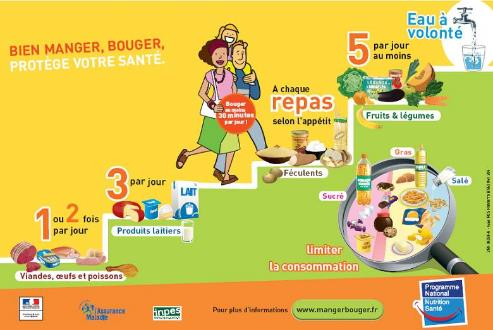 BIEN MANGER, BOUGER,
PROTÈGE VOTRE SANTÉ.
Eau à
volonté
5 par jour
au moins
Fruits & légumes
A chaque
repas
selon l'appétit
Féculents
Bouger
au moins
30 minutes
par jour !
3 par jour
LAIT
Produits laitiers
1 ou 2 fois
par jour
Viandes, œufs et poissons
Gras
Salé
Sucré
limiter
la consommation
l'Assurance
Maladie
inpes
Pour plus d'informations
www.mangerbouger.fr
Programme
National
Nutrition
Santé